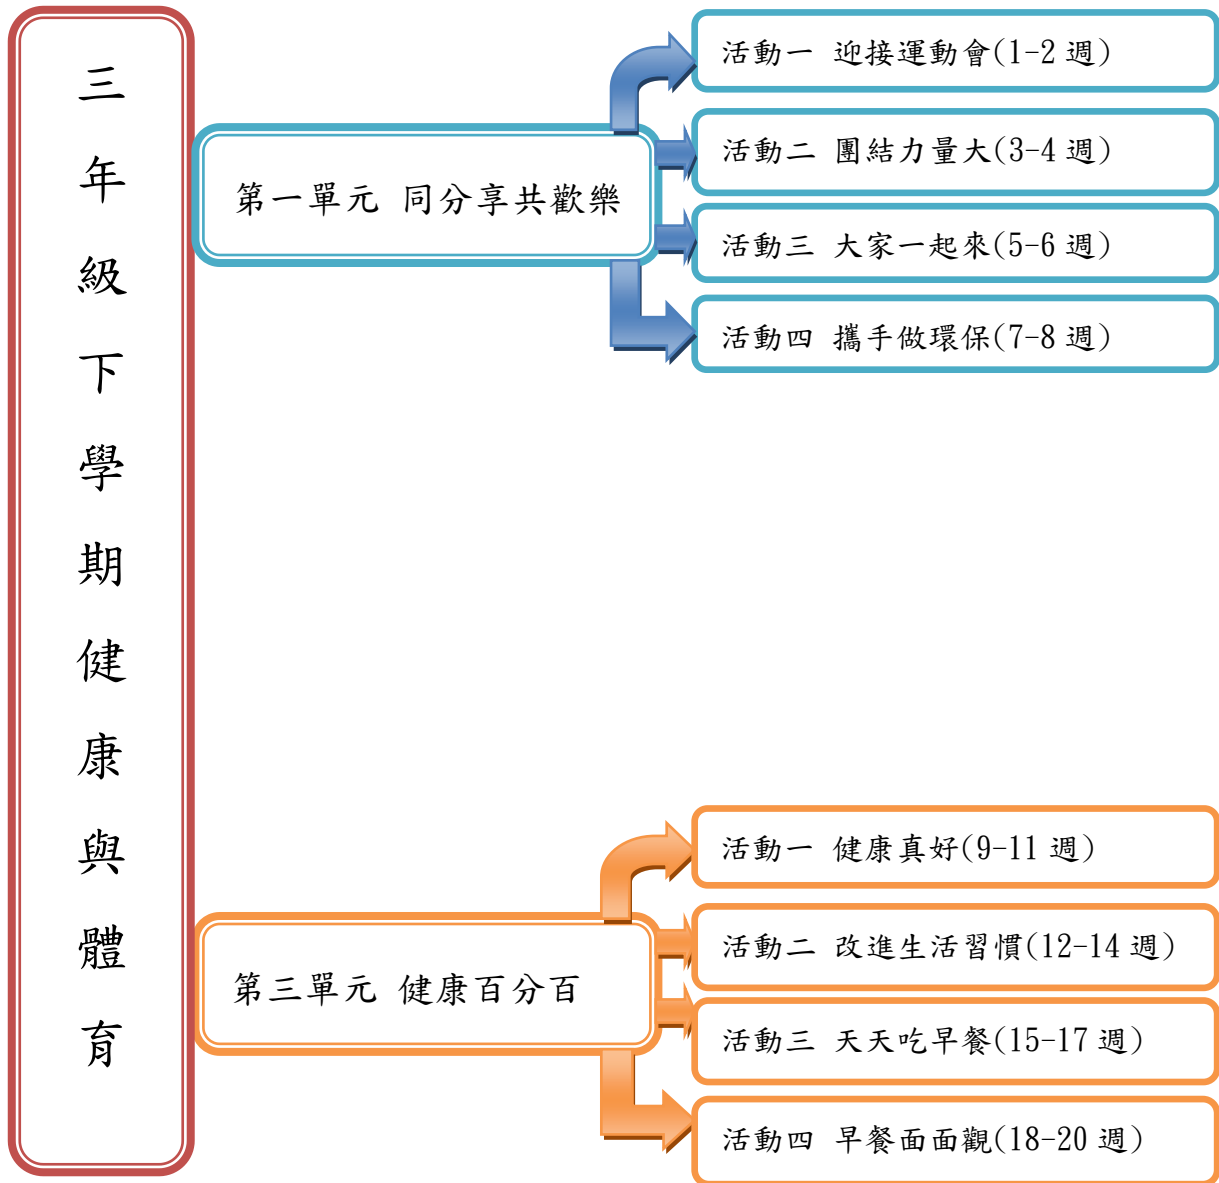 三年級下學期健康與體育
第一單元 同分享共歡樂
活動一 迎接運動會(1-2 週)
活動二 團結力量大(3-4 週)
活動三 大家一起來(5-6 週)
活動四 攜手做環保(7-8 週)
第三單元 健康百分百
活動一 健康真好(9-11 週)
活動二 改進生活習慣(12-14 週)
活動三 天天吃早餐(15-17 週)
活動四 早餐面面觀(18-20 週)